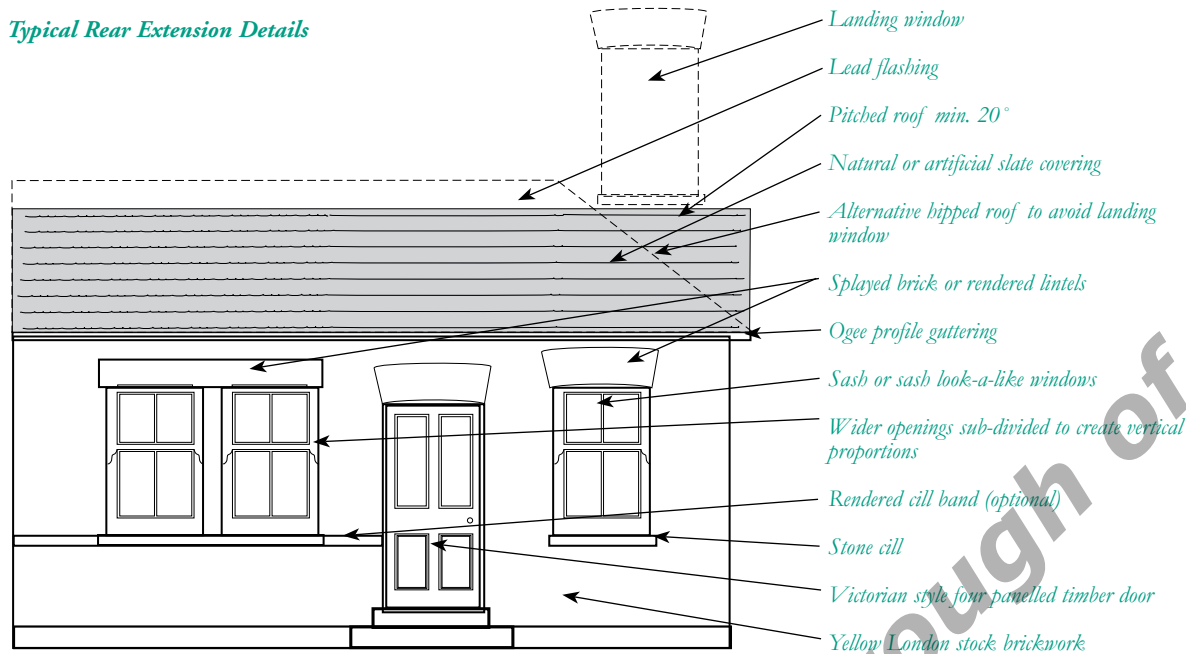 Typical Rear Extension Details
Landing window
Lead flashing
Pitched roof min. 20°
Natural or artificial slate covering
Alternative hipped roof to avoid landing
window
Splayed brick or rendered lintels
Ogee profile guttering
Sash or sash look-a-like windows
Wider openings sub-divided to create vertical
proportions
Rendered cill band (optional)
Stone cill
Victorian style four panelled timber door
Yellow London stock brickwork
ough of